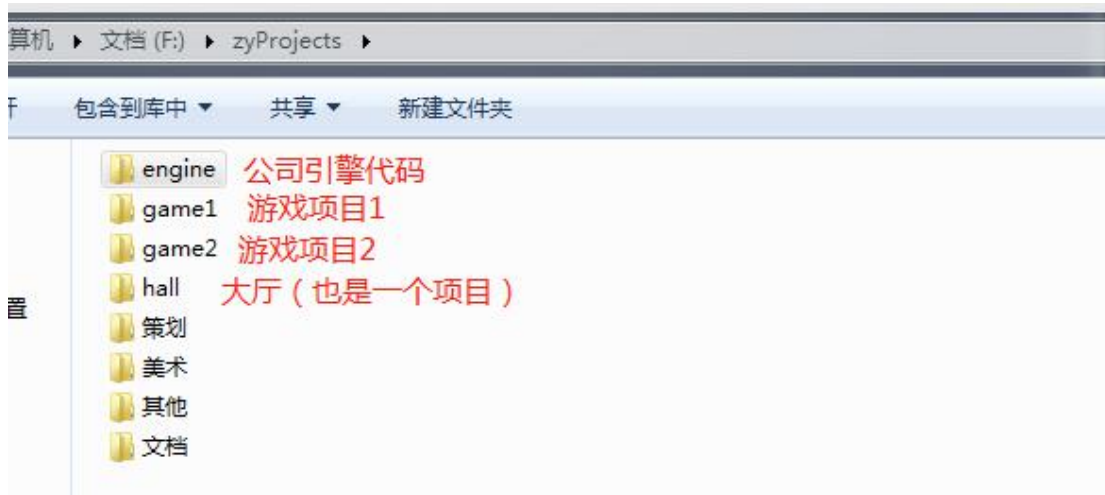 算机 ▸ 文档 (F:) ▸ zyProjects ▸
包含到库中 ▼ 共享 ▼ 新建文件夹
engine 公司引擎代码
game1 游戏项目1
game2 游戏项目2
hall 大厅（也是一个项目）
置
策划
美术
其他
文档